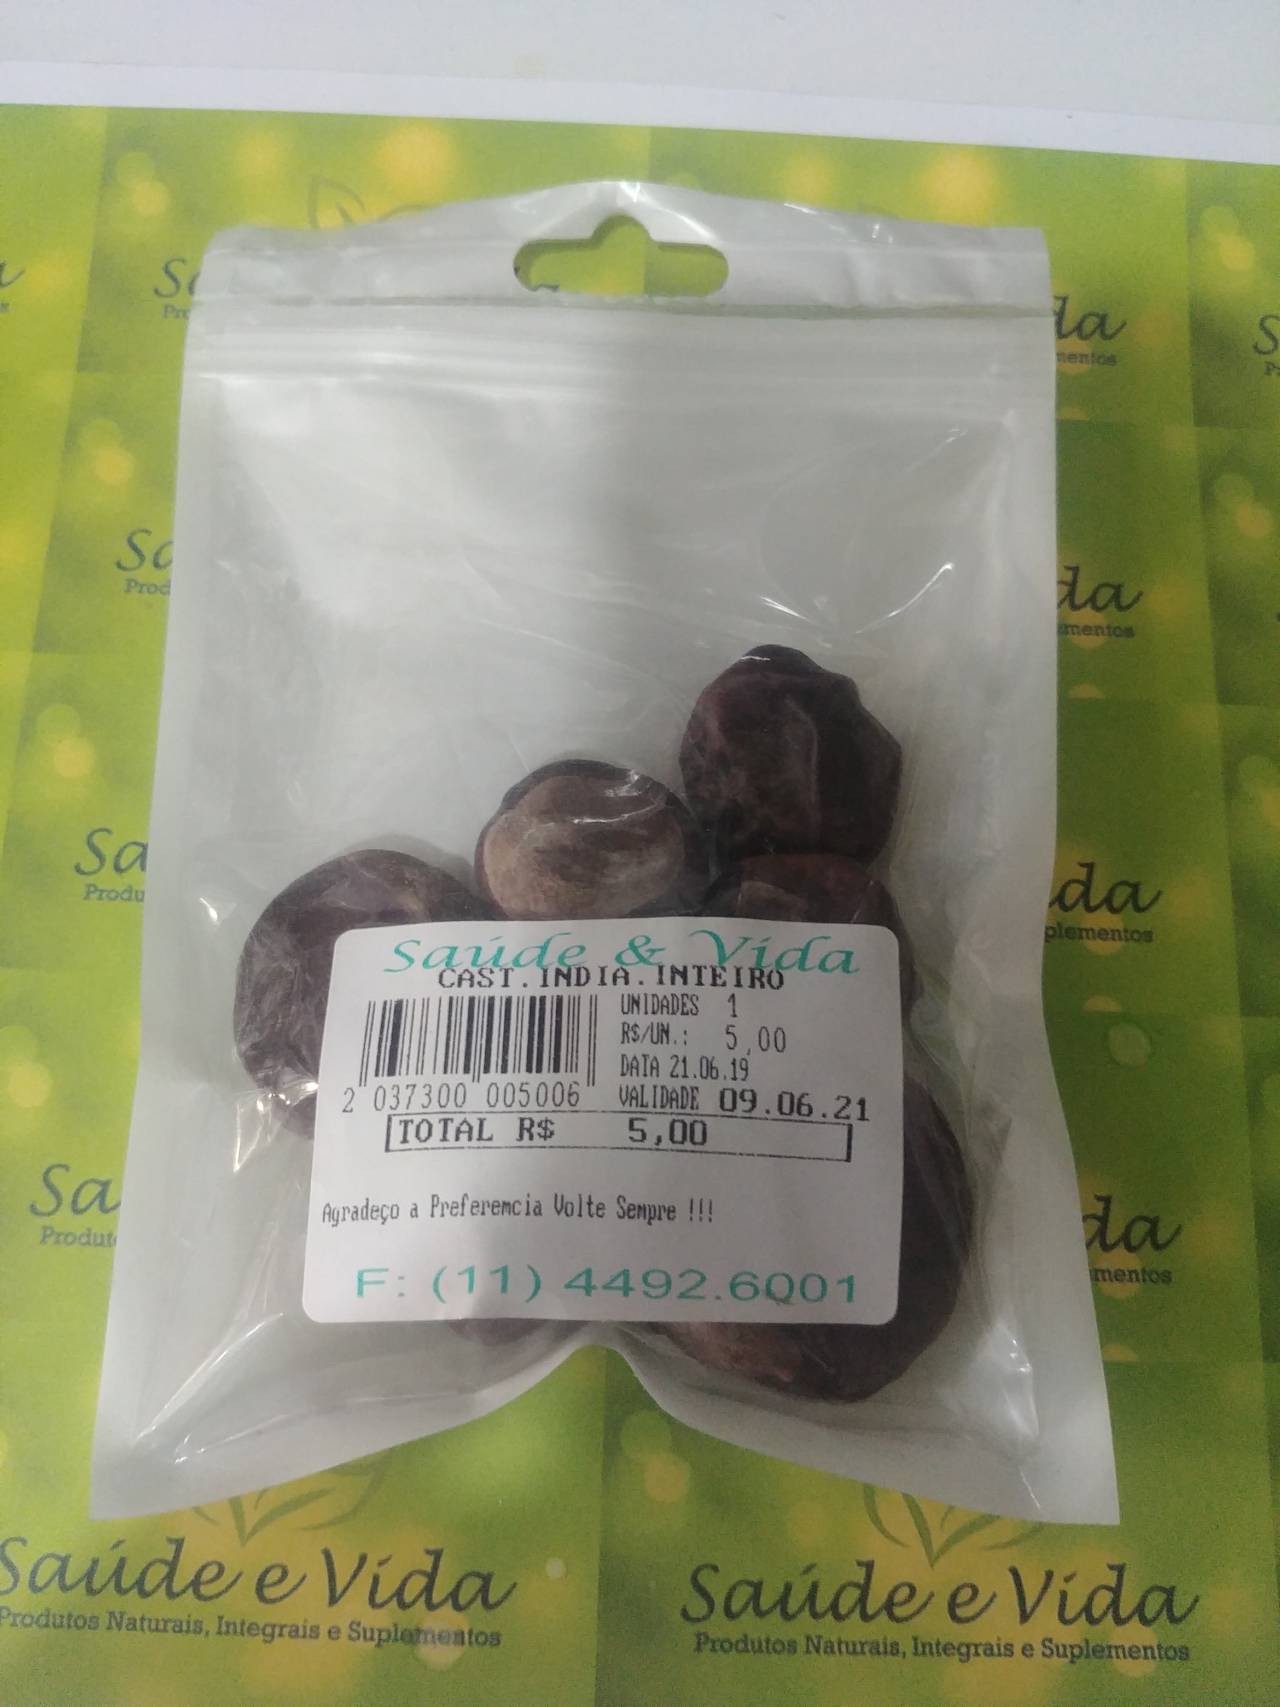 Saúde & Vida
CAST.INDIA.INTEIRO
UNIDADES 1
R$/UN.: 5,00
DATA 21.06.19
2 037300 005006
VALIDADE 09.06.21
TOTAL R$ 5,00
Agradeço a Preferemcia Volte Sempre !!!
F: (11) 4492.6001
Saúde e Vida
Produtos Naturais, Integrais e Suplementos
Saúde e Vida
Produtos Naturais, Integrais e Suplementos